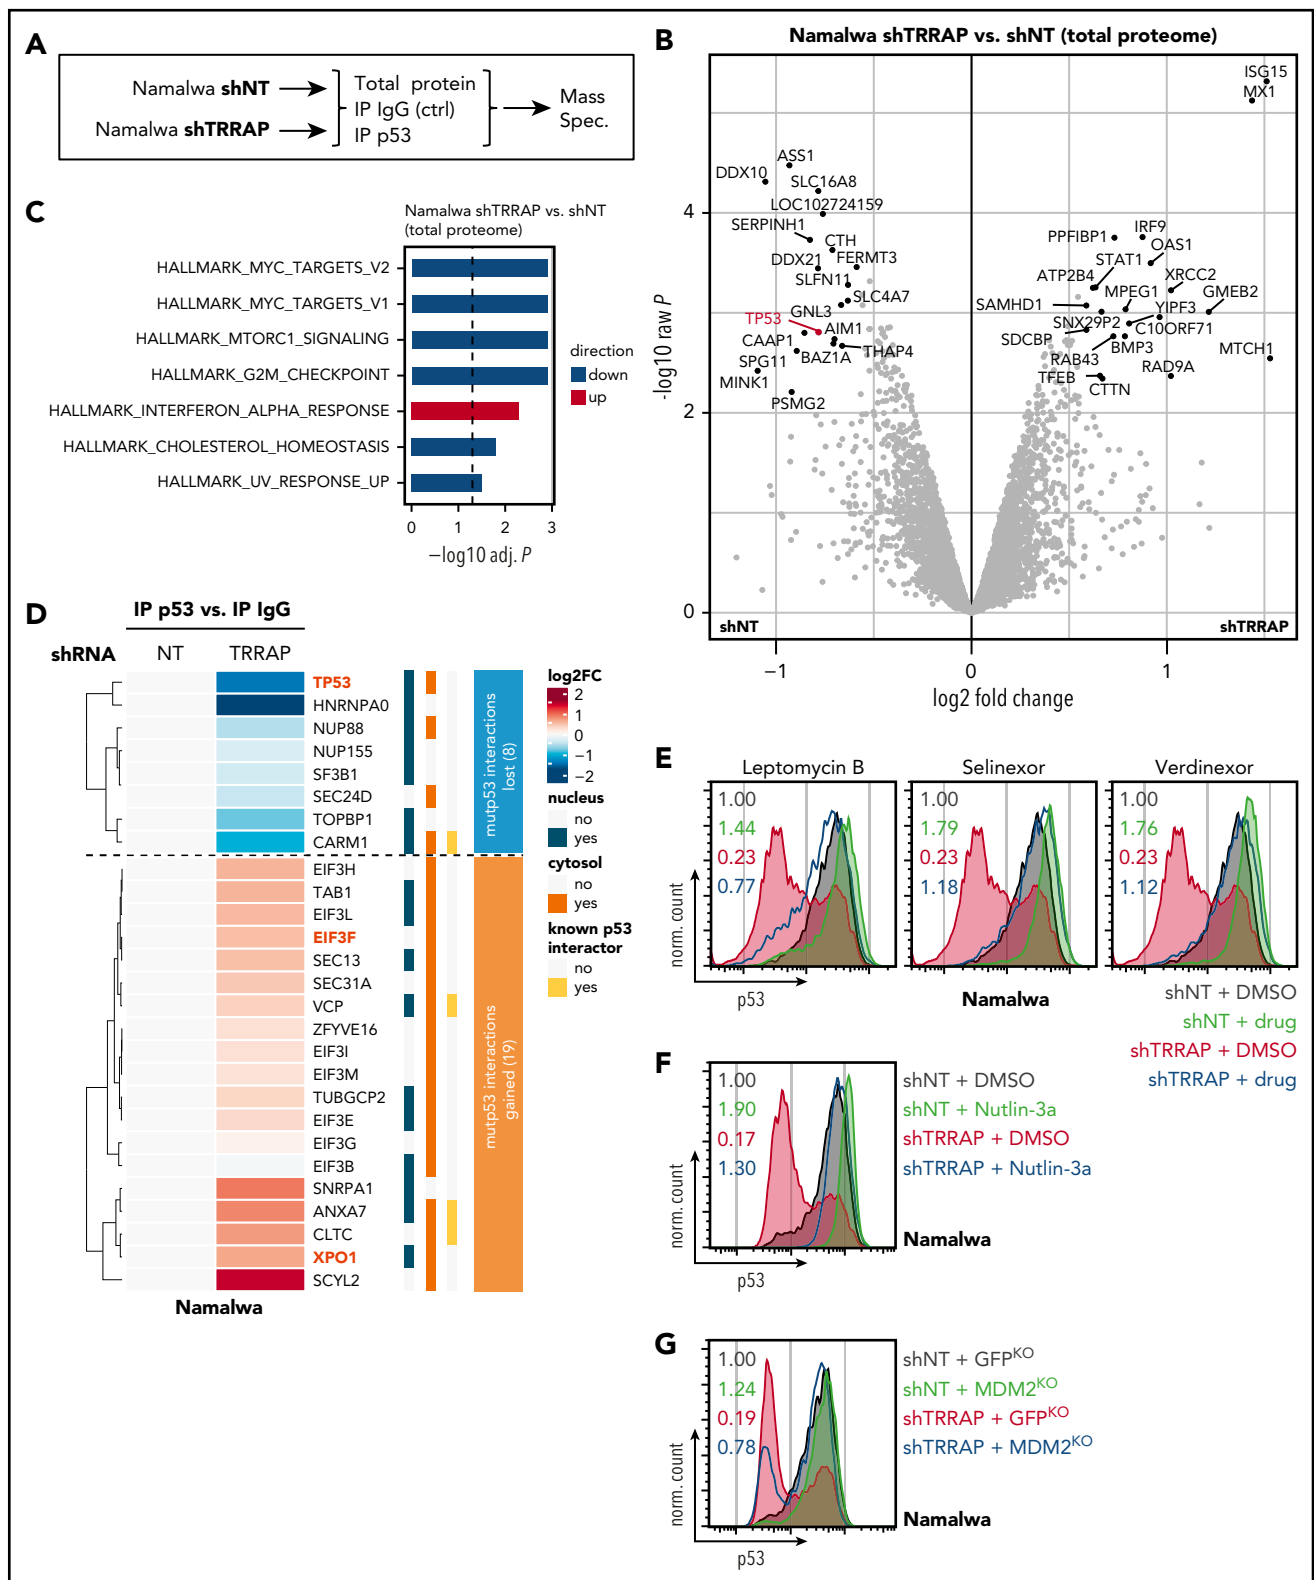 A
Namalwa shNT
Namalwa shTRRAP
Total protein
IP IgG (ctrl)
IP p53
Mass
Spec.
B
Namalwa shTRRAP vs. shNT (total proteome)
ISG15
MX1
ASS1
DDX10
SLC16A8
LOC102724159
SERPINH1
CTH
DDX21
FERMT3
SLFN11
SLC4A7
GNL3
TP53
AIM1
CAAP1
BAZ1A
THAP4
SPG11
MINK1
PSMG2
PPFIBP1
IRF9
OAS1
STAT1
ATP2B4
XRCC2
SAMHD1
MPEG1
GMEB2
YIPF3
SNX29P2
C10ORF71
SDCBP
BMP3
MTCH1
RAB43
RAD9A
TFEB
CTTN
4
2
0
-log10 raw P
shNT
shTRRAP
−1
0
1
log2 fold change
C
Namalwa shTRRAP vs. shNT
(total proteome)
HALLMARK_MYC_TARGETS_V2
HALLMARK_MYC_TARGETS_V1
HALLMARK_MTORC1_SIGNALING
HALLMARK_G2M_CHECKPOINT
HALLMARK_INTERFERON_ALPHA_RESPONSE
HALLMARK_CHOLESTEROL_HOMEOSTASIS
HALLMARK_UV_RESPONSE_UP
direction
down
up
0 1 2 3
−log10 adj. P
D
IP p53 vs. IP IgG
shRNA NT TRRAP
TP53
HNRNPA0
NUP88
NUP155
SF3B1
SEC24D
TOPBP1
CARM1
EIF3H
TAB1
EIF3L
EIF3F
SEC13
SEC31A
VCP
ZFYVE16
EIF3I
EIF3M
TUBGCP2
EIF3E
EIF3G
EIF3B
SNRPA1
ANXA7
CLTC
XPO1
SCYL2
Namalwa
mutp53 interactions
lost (8)
mutp53 interactions
gained (19)
log2FC
2
1
0
−1
−2
nucleus
no
yes
cytosol
no
yes
known p53
interactor
no
yes
E
Leptomycin B
1.00
1.44
0.23
0.77
Selinexor
1.00
1.79
0.23
1.18
Verdinexor
1.00
1.76
0.23
1.12
norm. count
p53
Namalwa
shNT + DMSO
shNT + drug
shTRRAP + DMSO
shTRRAP + drug
F
1.00
1.90
0.17
1.30
shNT + DMSO
shNT + Nutlin-3a
shTRRAP + DMSO
shTRRAP + Nutlin-3a
norm. count
p53
Namalwa
G
1.00
1.24
0.19
0.78
shNT + GFPᴷᴼ
shNT + MDM2ᴷᴼ
shTRRAP + GFPᴷᴼ
shTRRAP + MDM2ᴷᴼ
norm. count
p53
Namalwa